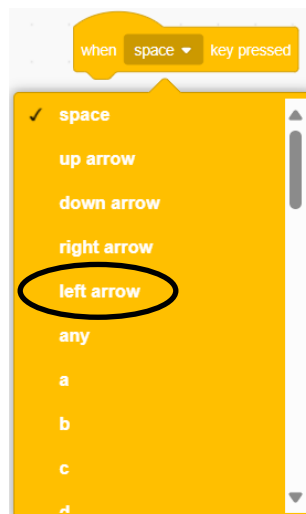 when space key pressed
space
up arrow
down arrow
right arrow
left arrow
any
a
b
c
d